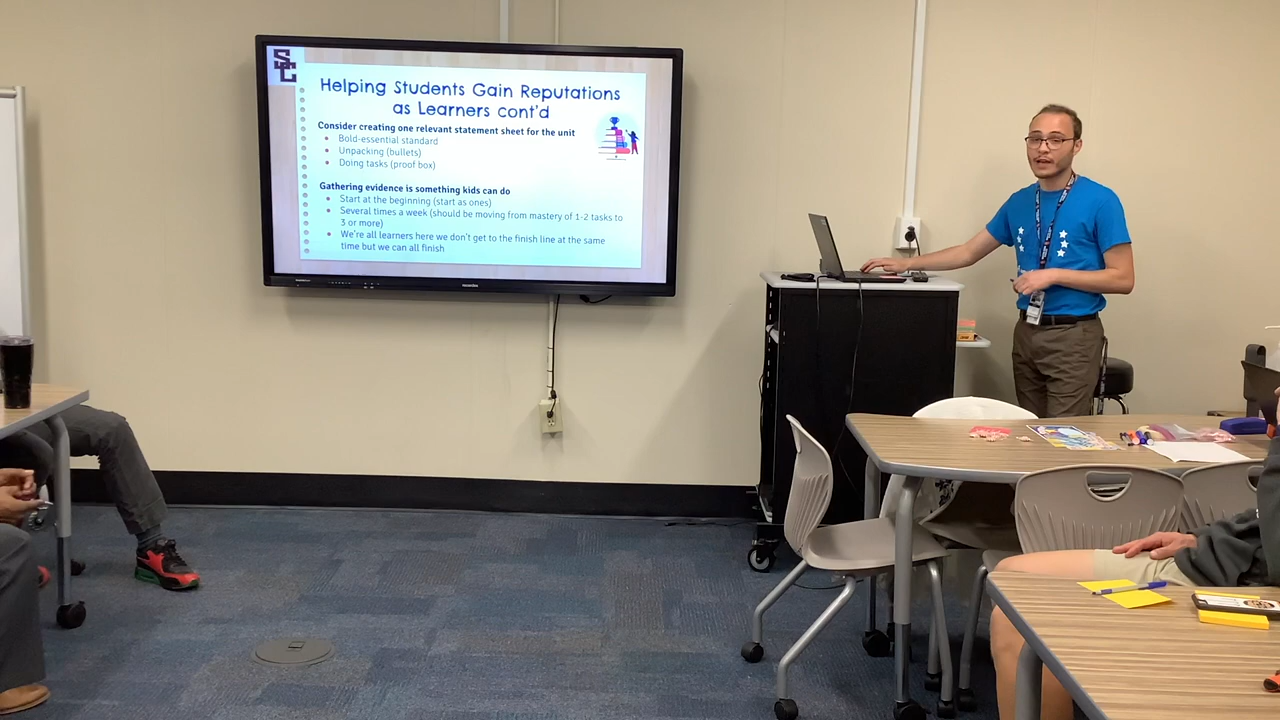 SC
Helping Students Gain Reputations
as Learners cont'd
Consider creating one relevant statement sheet for the unit
Bold-essential standard
Unpacking (bullets)
Doing tasks (proof box)
Gathering evidence is something kids can do
Start at the beginning (start as ones)
Several times a week (should be moving from mastery of 1-2 tasks to
3 or more)
We're all learners here we don't get to the finish line at the same
time but we can all finish